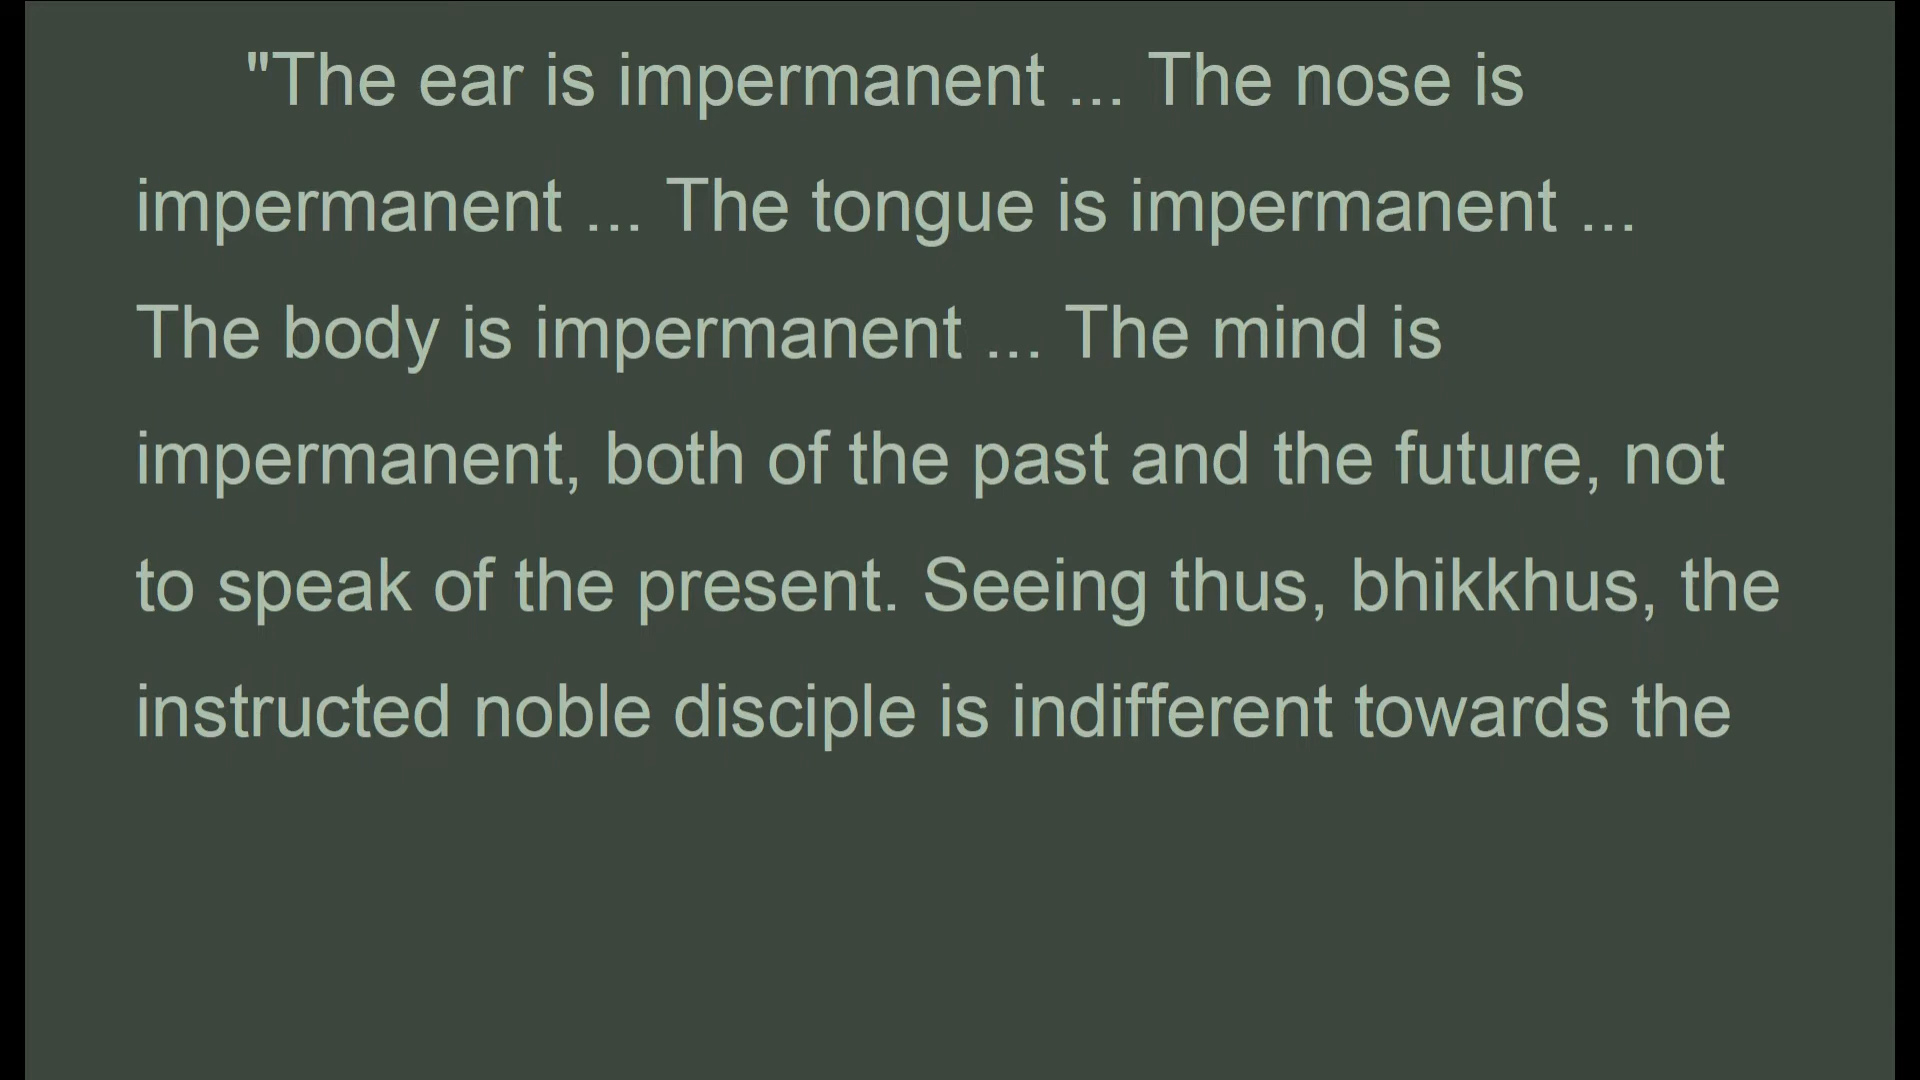 "The ear is impermanent ... The nose is
impermanent ... The tongue is impermanent ...
The body is impermanent ... The mind is
impermanent, both of the past and the future, not
to speak of the present. Seeing thus, bhikkhus, the
instructed noble disciple is indifferent towards the